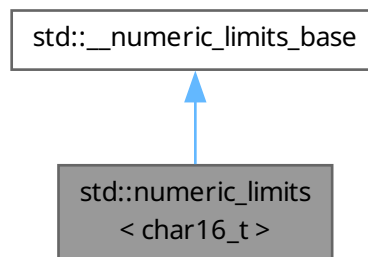 std::__numeric_limits_base
std::numeric_limits
< char16_t >